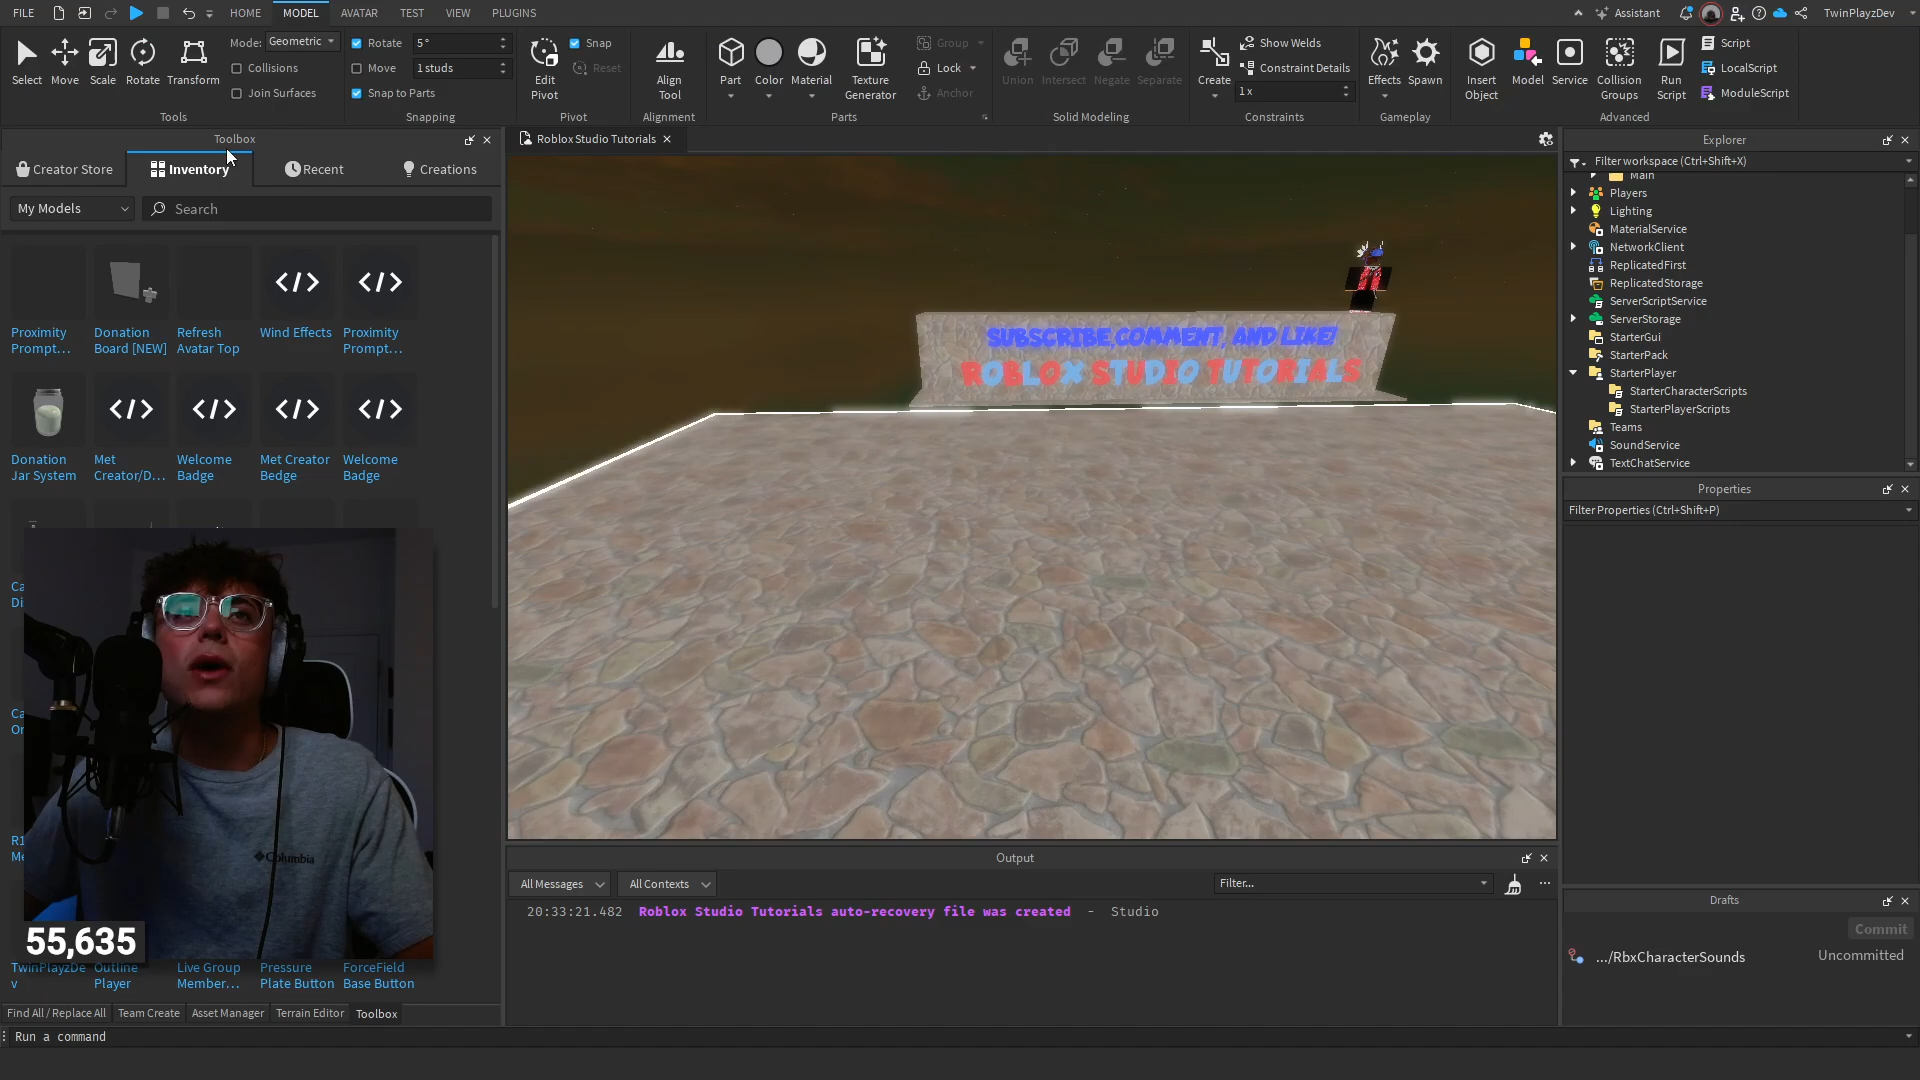 FILE HOME MODEL AVATAR TEST VIEW PLUGINS Assistant TwinPlayzDev
Select Move Scale Rotate Transform
Mode: Geometric
Collisions
Join Surfaces
Tools
Rotate 5°
Move 1 studs
Snap to Parts
Snapping
Edit Pivot
Snap
Reset
Pivot
Align Tool
Alignment
Part Color Material Texture Generator
Group
Lock
Anchor
Parts
Union Intersect Negate Separate
Solid Modeling
Create
Show Welds
Constraint Details
1 x
Constraints
Effects Spawn
Gameplay
Insert Object
Model
Service
Collision Groups
Run Script
Script
LocalScript
ModuleScript
Advanced
Toolbox
Creator Store Inventory Recent Creations
My Models Search
Proximity Prompt...
Donation Board [NEW]
Refresh Avatar Top
Wind Effects
Proximity Prompt...
Donation Jar System
Met Creator/D...
Welcome Badge
Met Creator Bedge
Welcome Badge
Ca
Di
Ca
Or
Columbia
55,635
TwinPlayzDe
v
Outline Player
Live Group Member...
Pressure Plate Button
ForceField Base Button
Find All / Replace All Team Create Asset Manager Terrain Editor Toolbox
Run a command
Roblox Studio Tutorials
SUBSCRIBE,COMMENT, AND LIKE!
ROBLOX STUDIO TUTORIALS
Output
All Messages All Contexts Filter...
20:33:21.482 Roblox Studio Tutorials auto-recovery file was created - Studio
Explorer
Filter workspace (Ctrl+Shift+X)
Main
Players
Lighting
MaterialService
NetworkClient
ReplicatedFirst
ReplicatedStorage
ServerScriptService
ServerStorage
StarterGui
StarterPack
StarterPlayer
StarterCharacterScripts
StarterPlayerScripts
Teams
SoundService
TextChatService
Properties
Filter Properties (Ctrl+Shift+P)
Drafts
Commit
.../RbxCharacterSounds Uncommitted